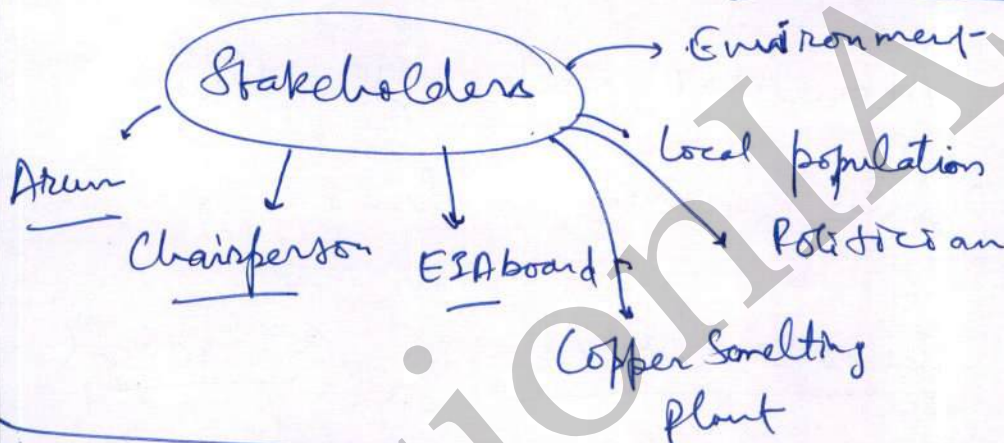 Stakeholders
Environment
Local population
Politician
Arun
Chairperson
EIA board
Copper Smelting
plant